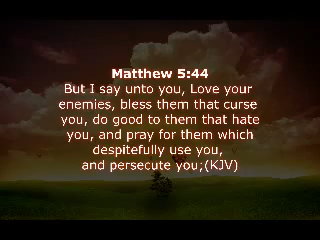 Matthew 5:44
But I say unto you, Love your
enemies, bless them that curse
you, do good to them that hate
you, and pray for them which
despitefully use you,
and persecute you;(KJV)